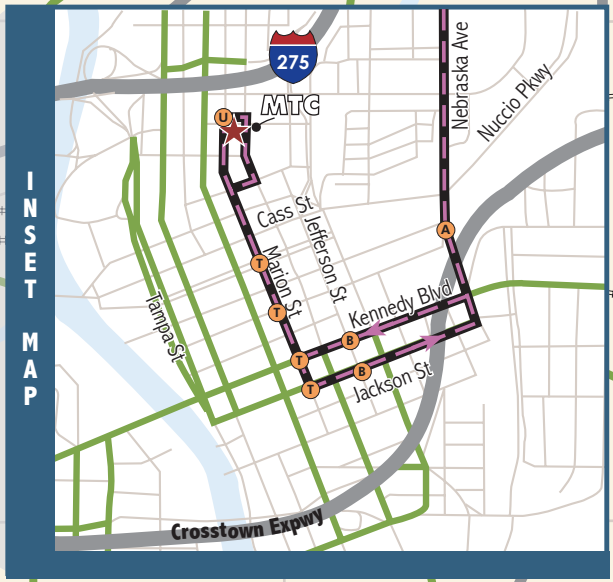 INSET MAP
275
MTC
U
Nebraska Ave
Nuccio Pkwy
A
Cass St
Jefferson St
T
Marion St
T
Tampa St
Kennedy Blvd
B
T
B
T
Jackson St
Crosstown Expwy